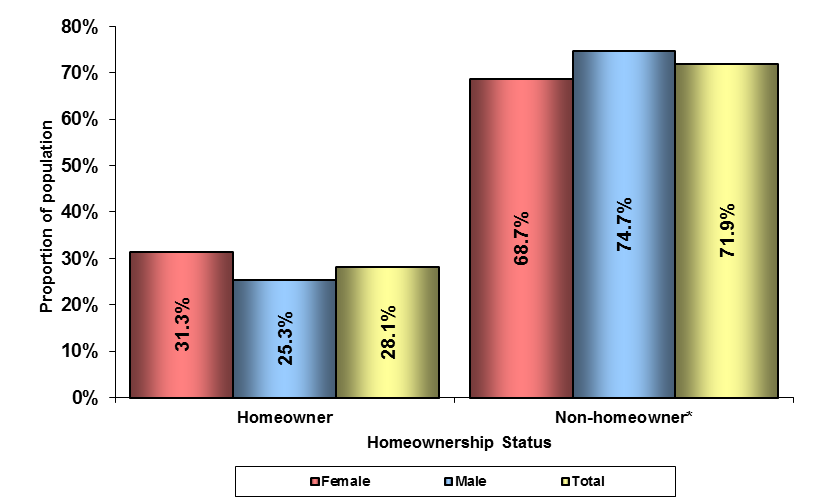 80%
70%
60%
50%
40%
30%
20%
10%
0%
Proportion of population
31.3%
25.3%
28.1%
68.7%
74.7%
71.9%
Homeowner
Non-homeowner*
Homeownership Status
Female
Male
Total